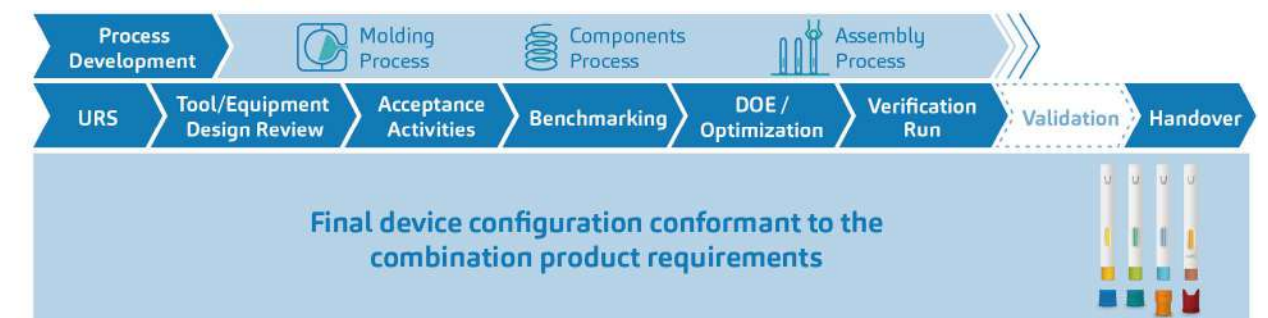 Process
Development
Molding
Process
Components
Process
Assembly
Process
URS
Tool/Equipment
Design Review
Acceptance
Activities
Benchmarking
DOE /
Optimization
Verification
Run
Validation
Handover
Final device configuration conformant to the
combination product requirements